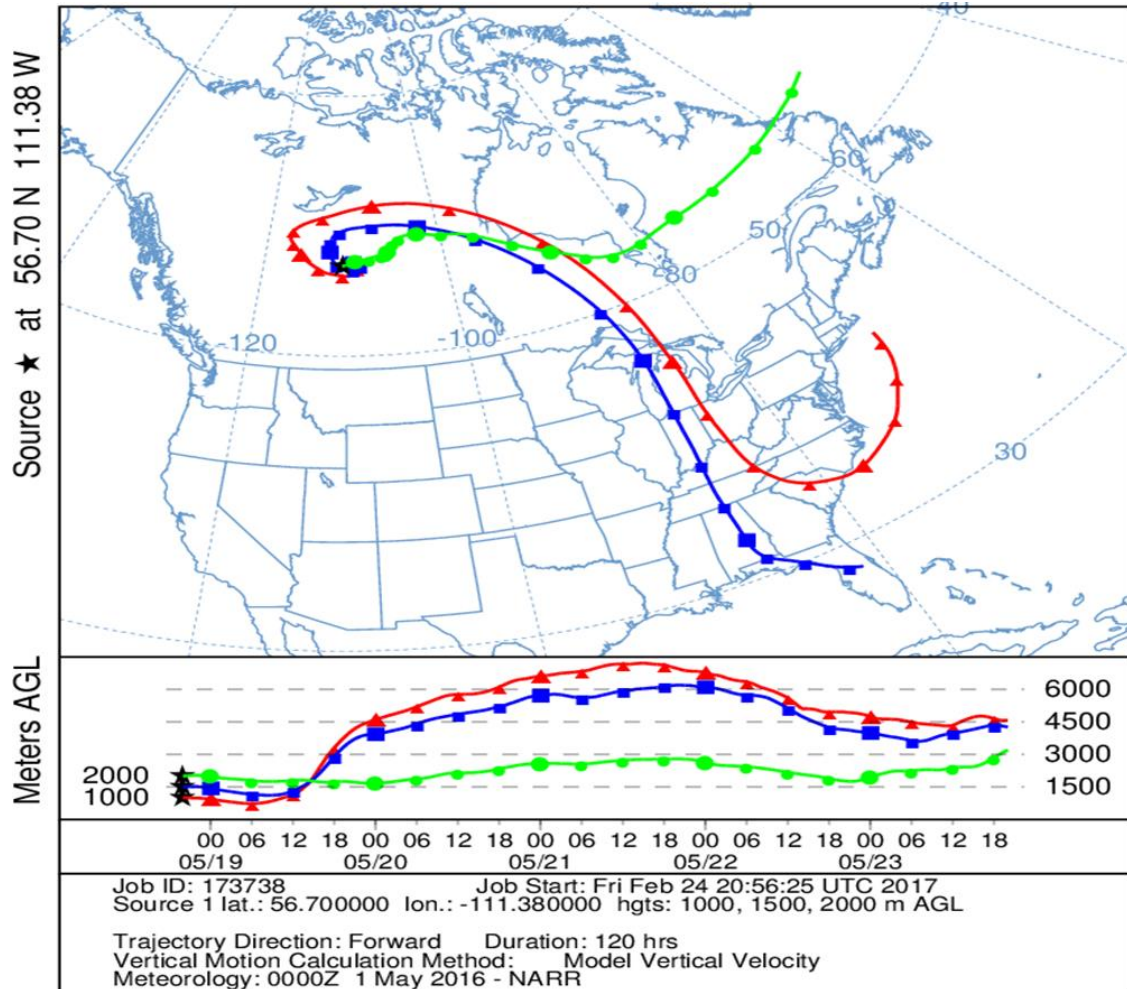 Source ★ at 56.70 N 111.38 W
40
60
50
-80
-120
-100
30
Meters AGL
2000
1000
6000
4500
3000
1500
00 06 12 18 00 06 12 18 00 06 12 18 00 06 12 18 00 06 12 18
05/19 05/20 05/21 05/22 05/23
Job ID: 173738 Job Start: Fri Feb 24 20:56:25 UTC 2017
Source 1 lat.: 56.700000 lon.: -111.380000 hgts: 1000, 1500, 2000 m AGL
Trajectory Direction: Forward Duration: 120 hrs
Vertical Motion Calculation Method: Model Vertical Velocity
Meteorology: 0000Z 1 May 2016 - NARR